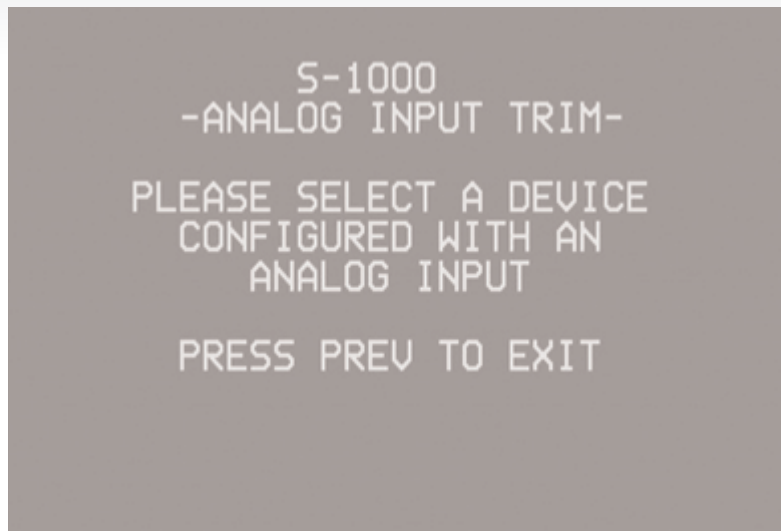 S-1000
-ANALOG INPUT TRIM-
PLEASE SELECT A DEVICE
CONFIGURED WITH AN
ANALOG INPUT
PRESS PREV TO EXIT